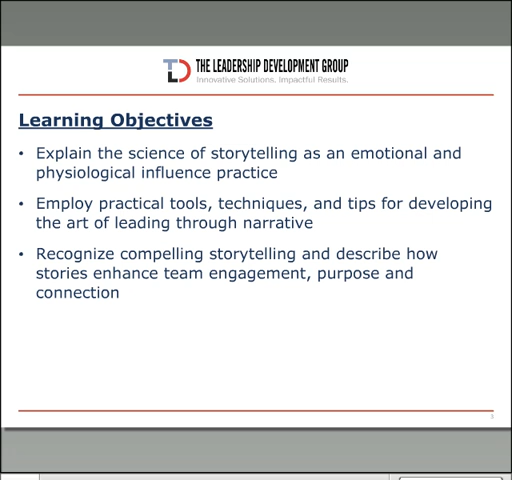 THE LEADERSHIP DEVELOPMENT GROUP
Innovative Solutions. Impactful Results.
Learning Objectives
• Explain the science of storytelling as an emotional and
physiological influence practice
• Employ practical tools, techniques, and tips for developing
the art of leading through narrative
• Recognize compelling storytelling and describe how
stories enhance team engagement, purpose and
connection